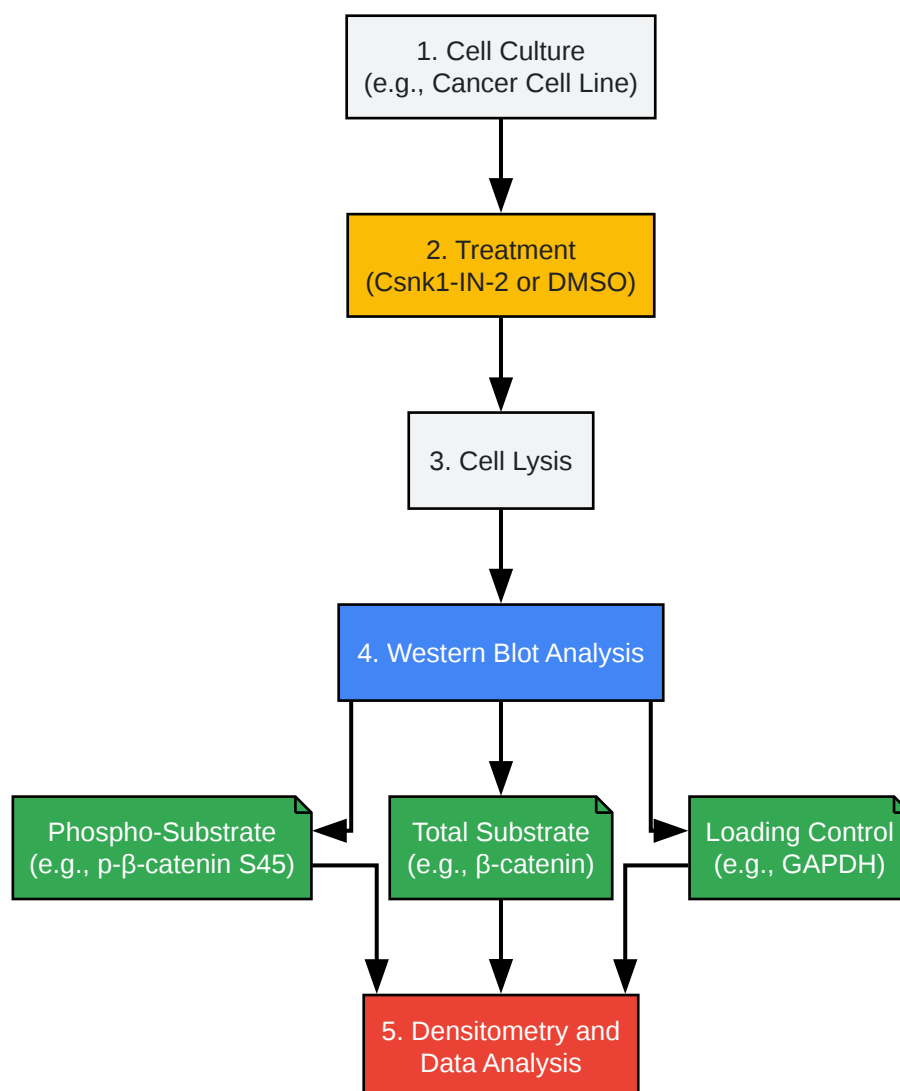 1. Cell Culture
(e.g., Cancer Cell Line)
2. Treatment
(Csnk1-IN-2 or DMSO)
3. Cell Lysis
4. Western Blot Analysis
Phospho-Substrate
(e.g., p-β-catenin S45)
Total Substrate
(e.g., β-catenin)
Loading Control
(e.g., GAPDH)
5. Densitometry and
Data Analysis